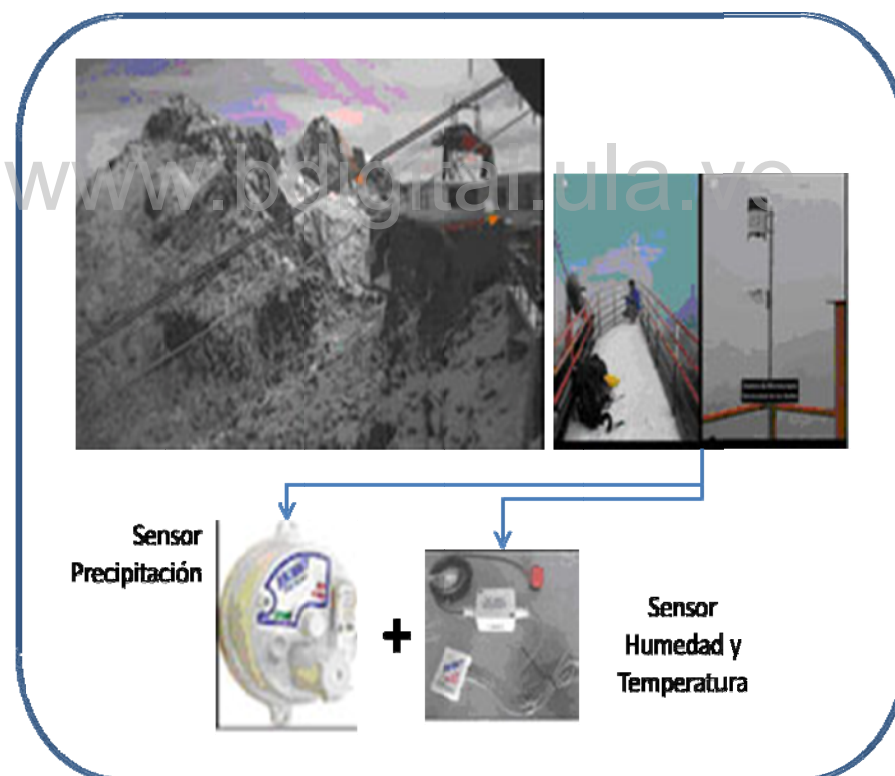 www.bdigital.ula.ve
Sensor
Precipitación
+
Sensor
Humedad y
Temperatura